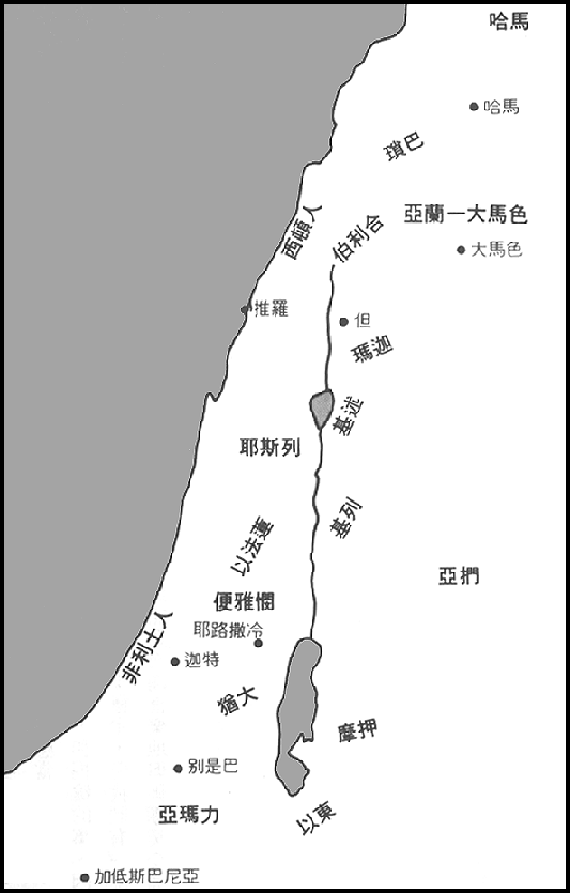 哈馬
哈馬
瑣巴
亞蘭一大馬色
西頓人
伯利合
大馬色
推羅
但
瑪迦
基述
耶斯列
基列
以法蓮
亞捫
便雅憫
耶路撒冷
非利士人
迦特
猶大
摩押
别是巴
亞瑪力
以東
加低斯巴尼亞